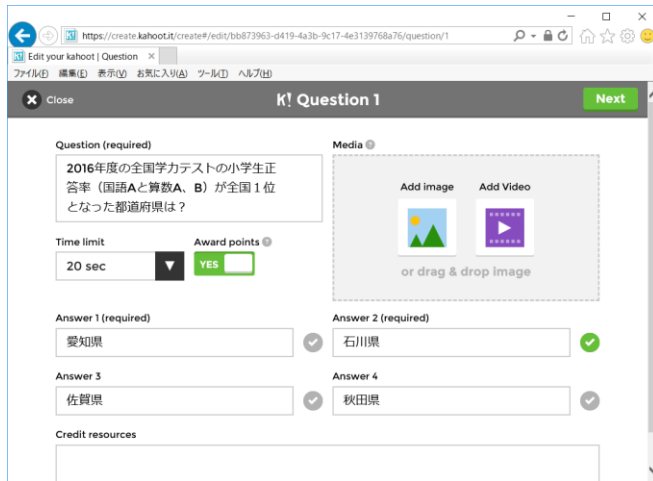 https://create.kahoot.it/create#/edit/bb873963-d419-4a3b-9c17-4e3139768a76/question/1
Edit your kahoot | Question
ファイル(F) 編集(E) 表示(V) お気に入り(A) ツール(T) ヘルプ(H)
Close
K! Question 1
Next
Question (required)
2016年度の全国学力テストの小学生正
答率（国語Aと算数A、B）が全国１位
となった都道府県は？
Media
Add image
Add Video
or drag & drop image
Time limit
20 sec
Award points
YES
Answer 1 (required)
愛知県
Answer 2 (required)
石川県
Answer 3
佐賀県
Answer 4
秋田県
Credit resources